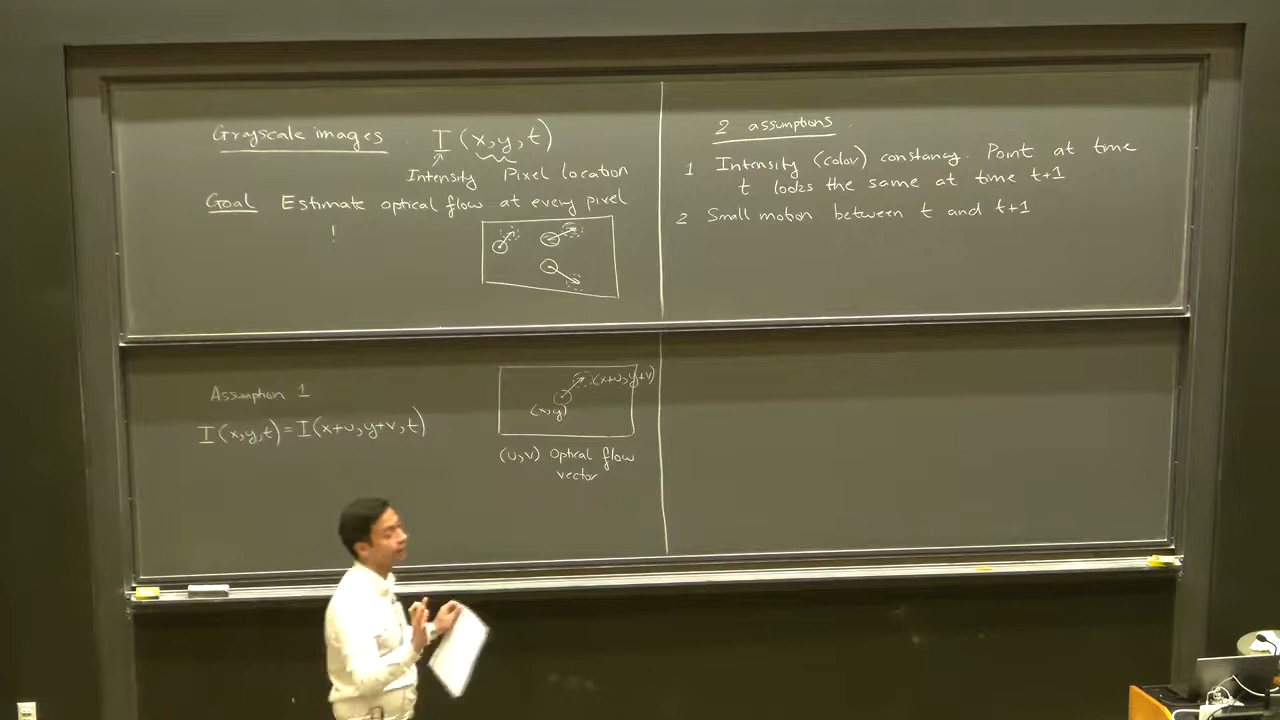 Grayscale images I (x,y,t)
Intensity Pixel location
Goal Estimate optical flow at every pixel
2 assumptions
1 Intensity (color) constancy. Point at time
t looks the same at time t+1
2 Small motion between t and t+1
Assumption 1
I(x,y,t)=I(x+u,y+v,t)
(x+u,y+v)
(x,y)
(u,v) Optical flow
vector